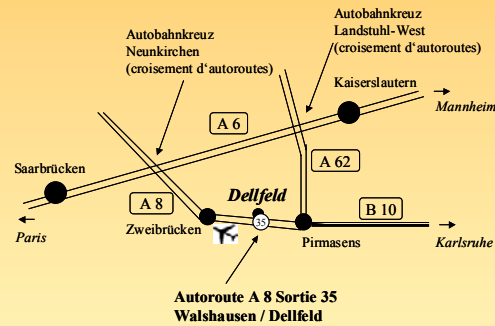 Autobahnkreuz
Neunkirchen
(croisement d'autoroutes)
Autobahnkreuz
Landstuhl-West
(croisement d'autoroutes)
Kaiserslautern
Mannheim
A 6
A 62
Saarbrücken
A 8
Dellfeld
B 10
Paris
Zweibrücken
35
Pirmasens
Karlsruhe
Autoroute A 8 Sortie 35
Walshausen / Dellfeld